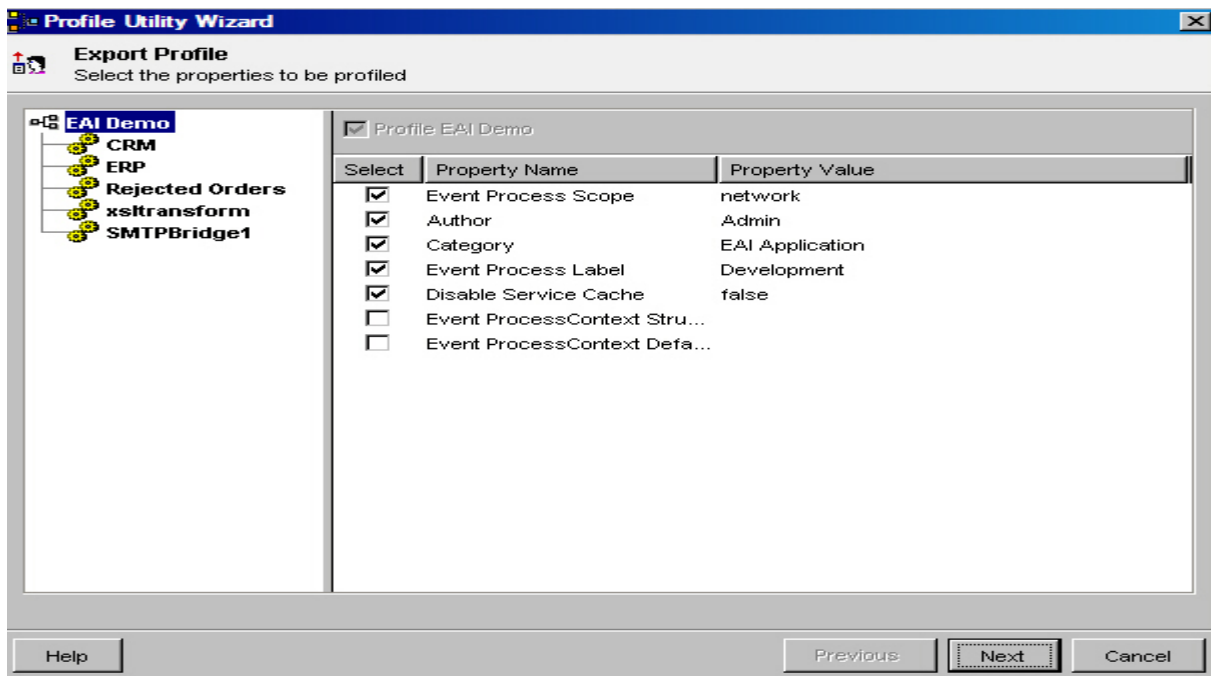 Profile Utility Wizard
Export Profile
Select the properties to be profiled
EAI Demo
CRM
ERP
Rejected Orders
xsltransform
SMTPBridge1
Profile EAI Demo
Select Property Name Property Value
Event Process Scope network
Author Admin
Category EAI Application
Event Process Label Development
Disable Service Cache false
Event ProcessContext Stru...
Event ProcessContext Defa...
Help Previous Next Cancel